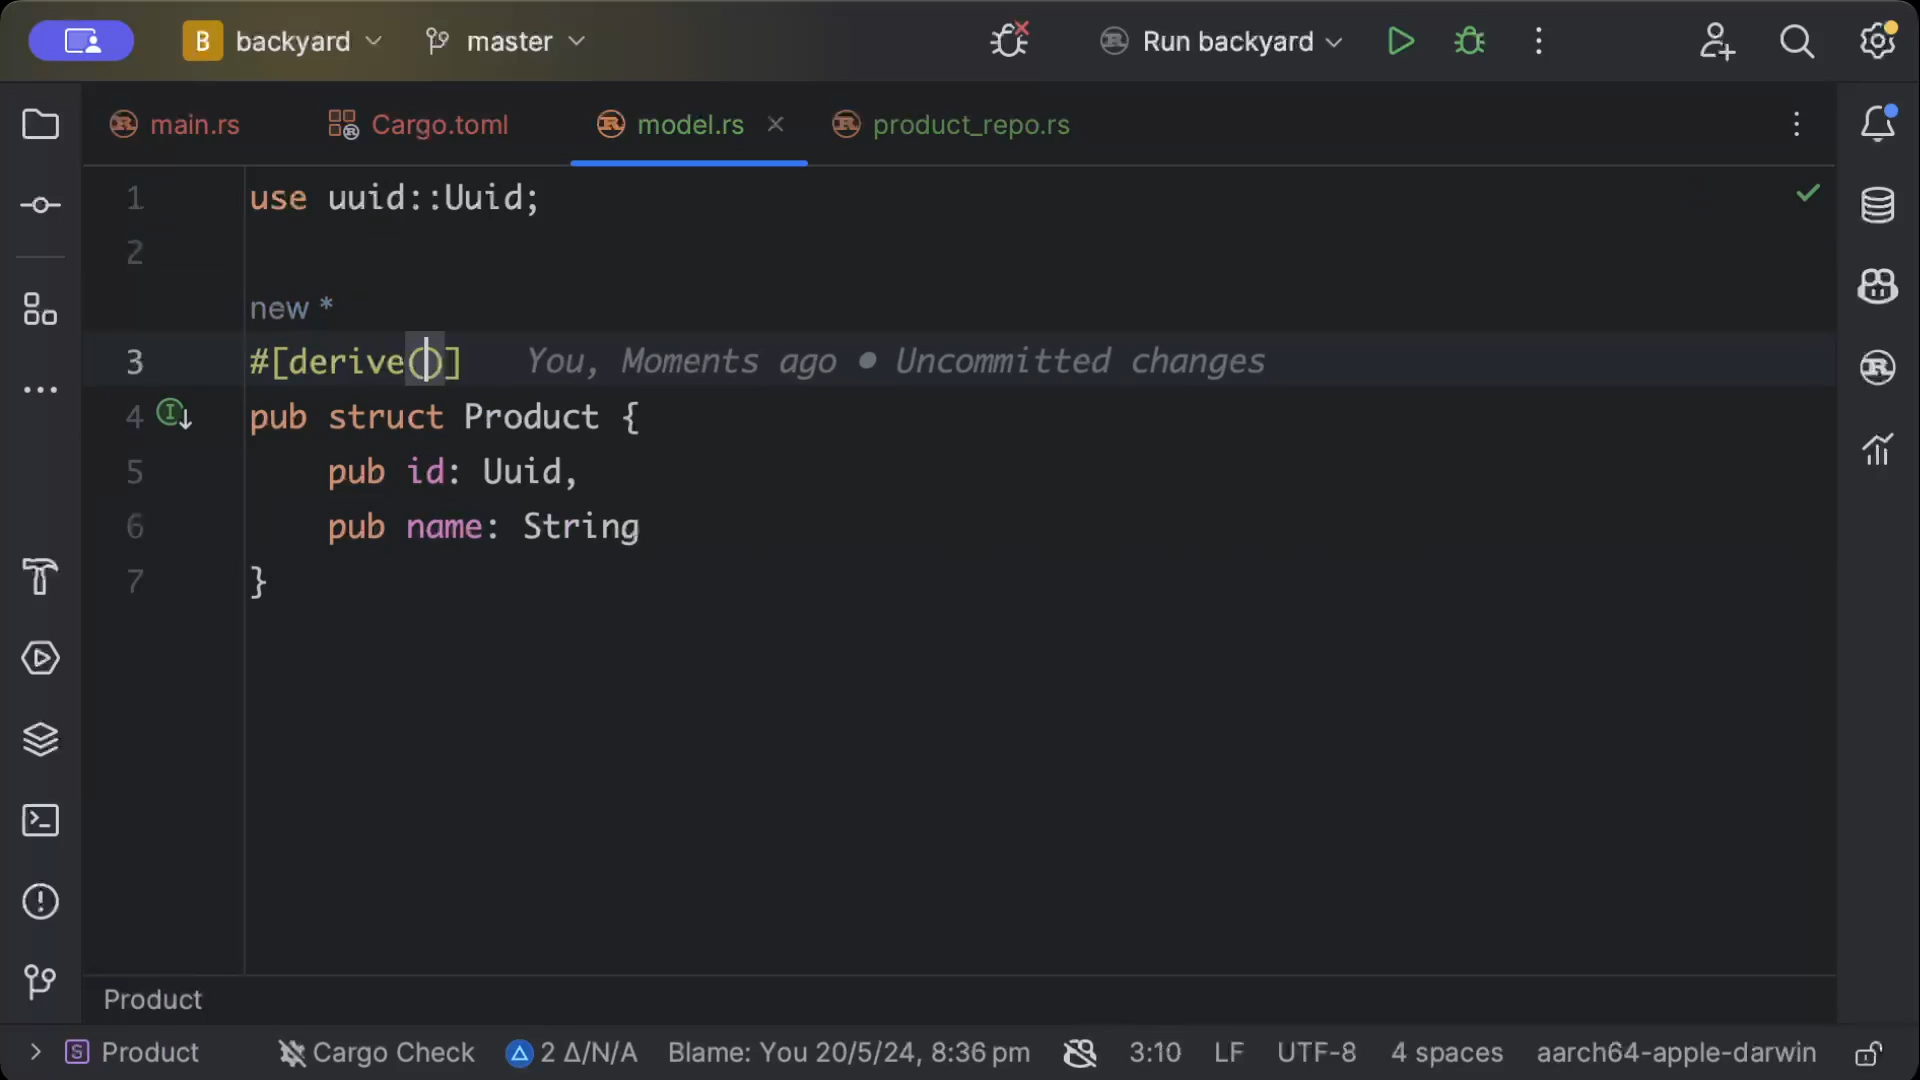 B backyard master Run backyard
main.rs Cargo.toml model.rs product_repo.rs
1 use uuid::Uuid;
2
new *
3 #[derive()] You, Moments ago • Uncommitted changes
4 pub struct Product {
5 pub id: Uuid,
6 pub name: String
7 }
Product
S Product Cargo Check 2 Δ/N/A Blame: You 20/5/24, 8:36 pm 3:10 LF UTF-8 4 spaces aarch64-apple-darwin